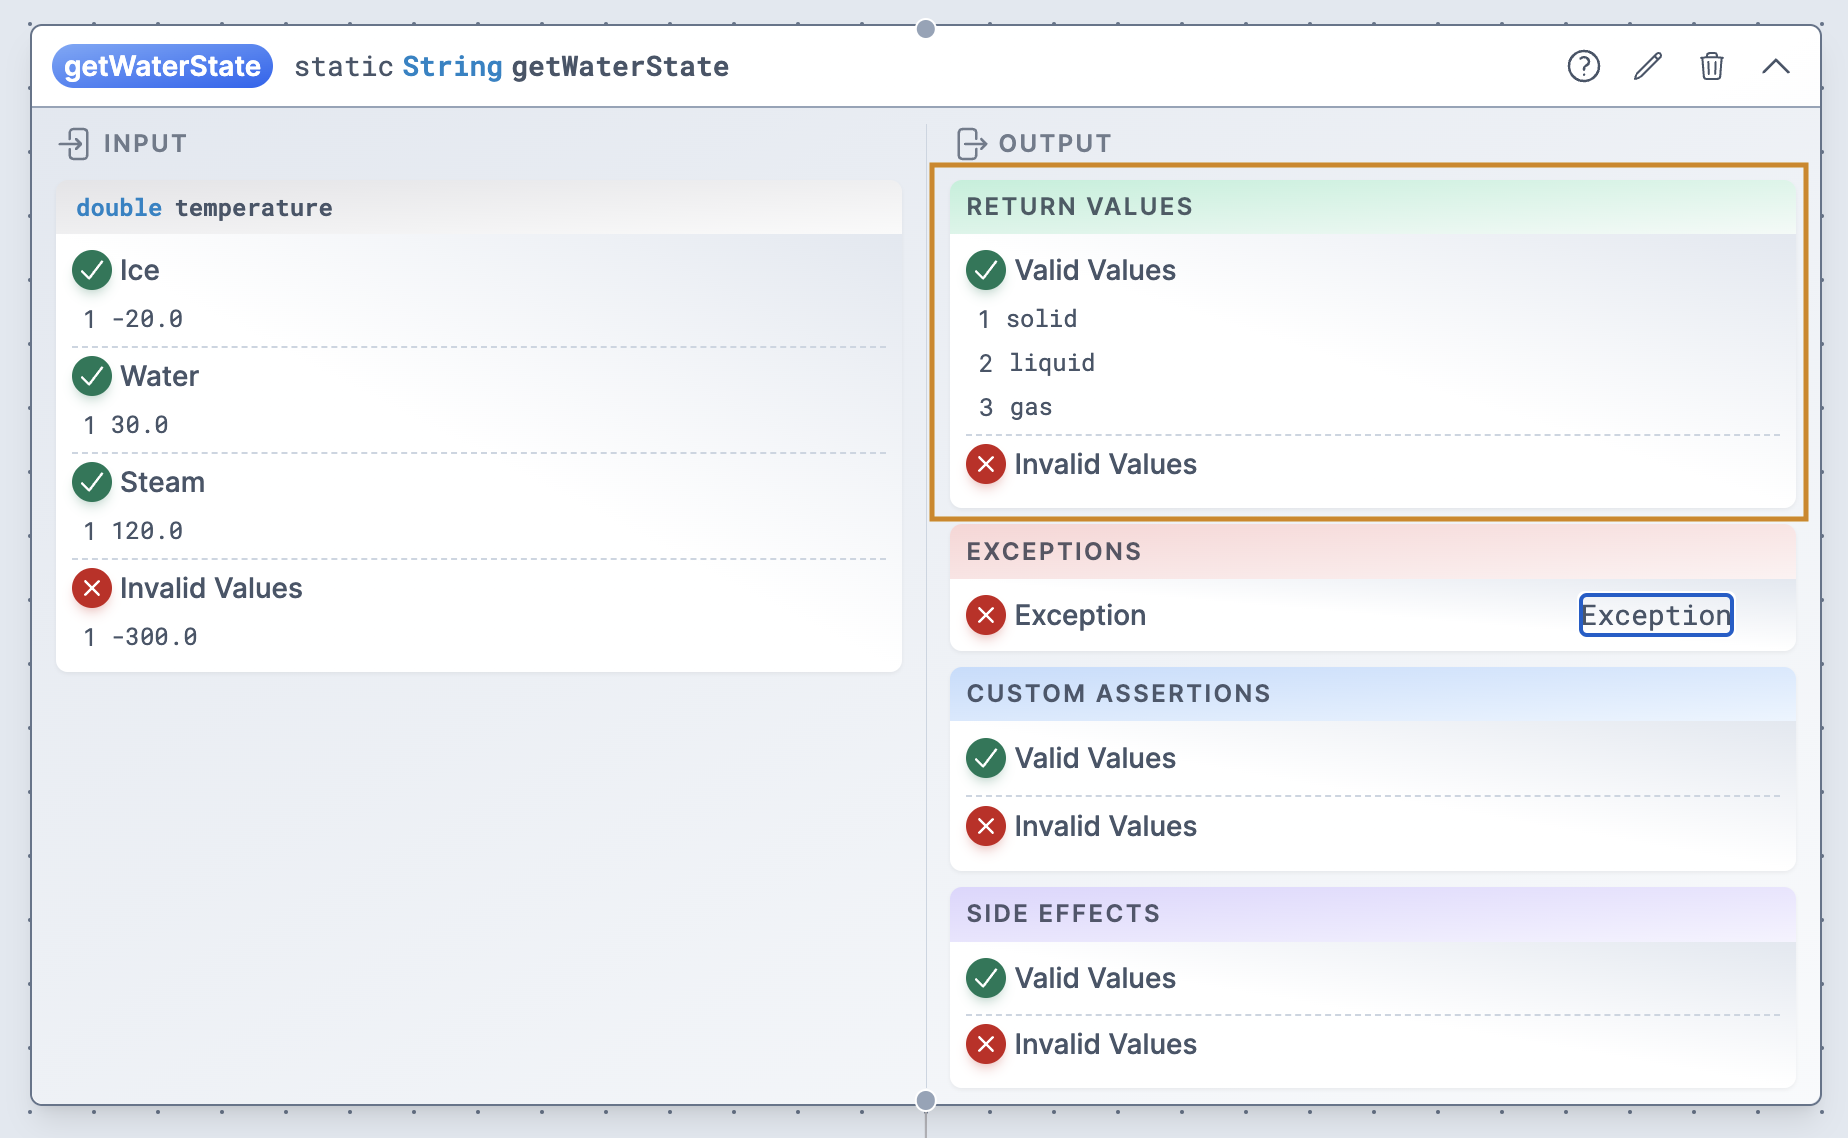 getWaterState static String getWaterState
INPUT
double temperature
Ice
1 -20.0
Water
1 30.0
Steam
1 120.0
Invalid Values
1 -300.0
OUTPUT
RETURN VALUES
Valid Values
1 solid
2 liquid
3 gas
Invalid Values
EXCEPTIONS
Exception Exception
CUSTOM ASSERTIONS
Valid Values
Invalid Values
SIDE EFFECTS
Valid Values
Invalid Values